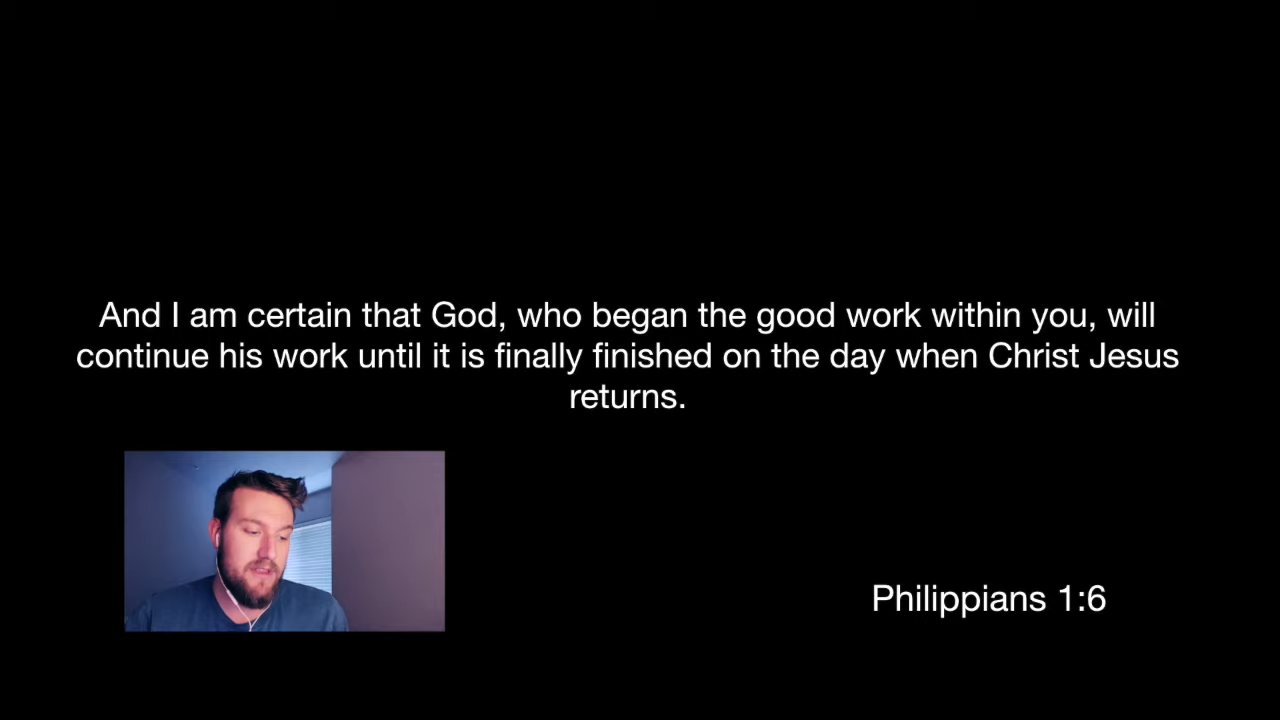 And I am certain that God, who began the good work within you, will
continue his work until it is finally finished on the day when Christ Jesus
returns.
Philippians 1:6